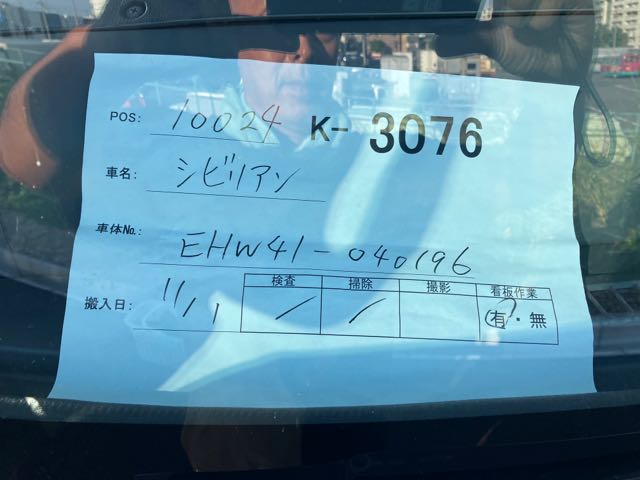 POS: 10024 K-3076
車名: シビリアン
車体No.: EHW41-040196
搬入日: 11/1
検査 掃除 撮影 看板作業
/ / 有?・無